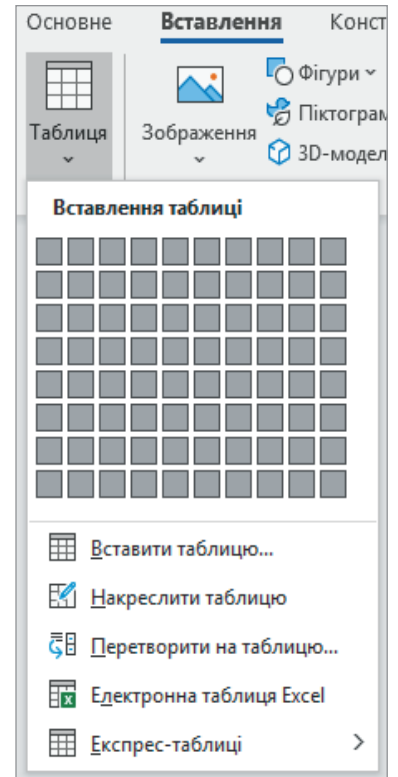 Основне Вставлення Конст
Таблиця
Зображення
Фігури
Піктограм
3D-модел
Вставлення таблиці
Вставити таблицю...
Накреслити таблицю
Перетворити на таблицю...
Електронна таблиця Excel
Експрес-таблиці